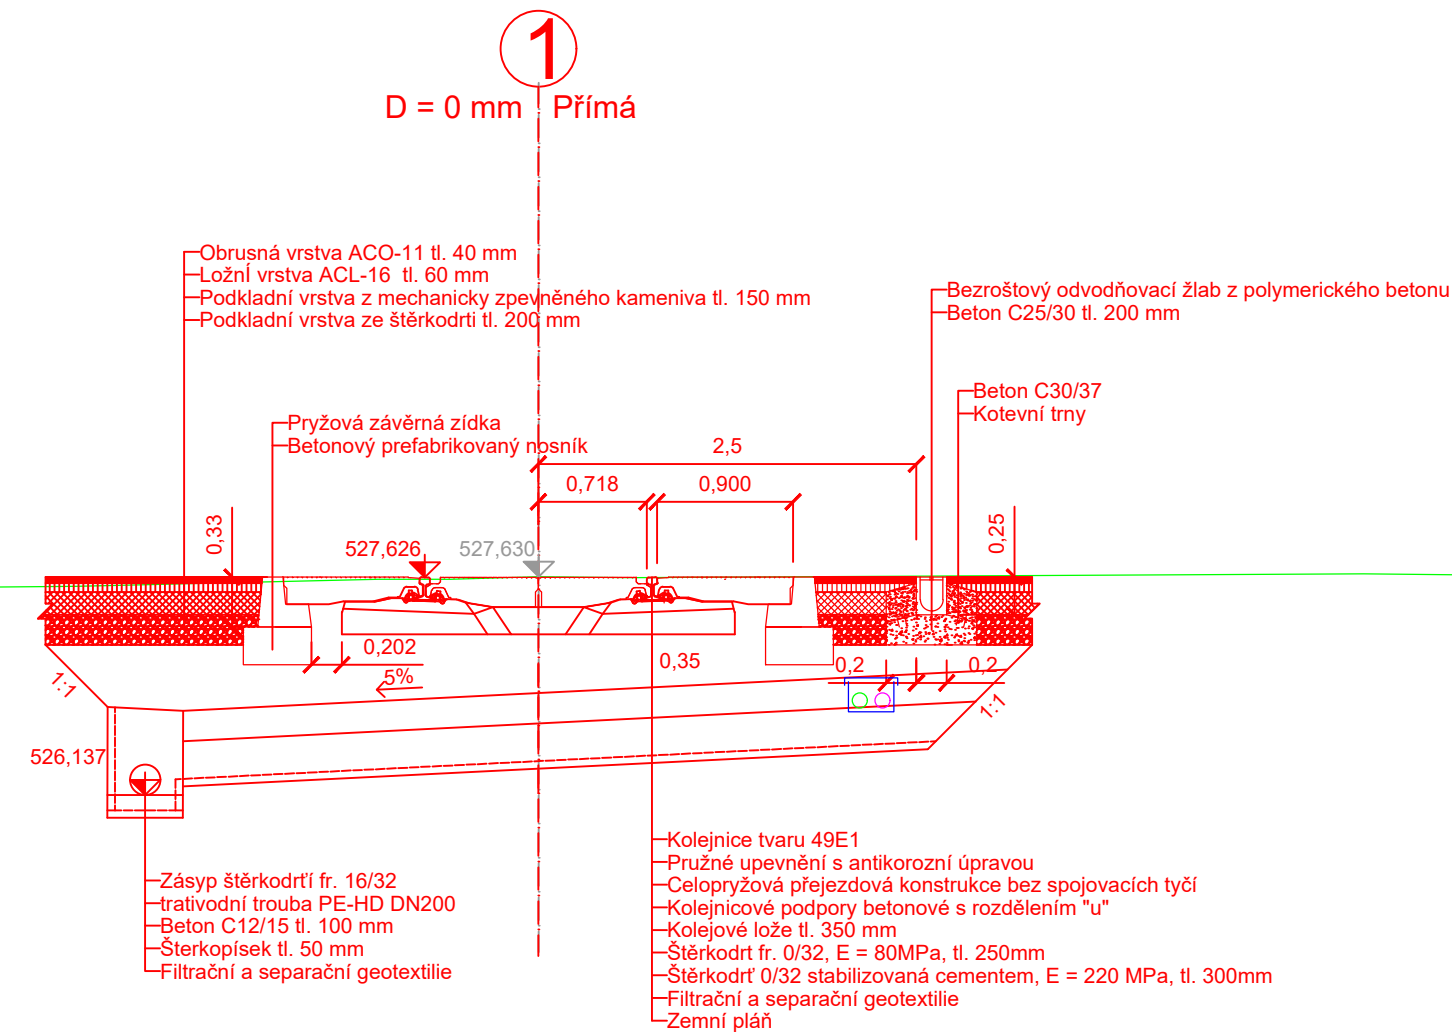 1
D = 0 mm Přímá
Obrusná vrstva ACO-11 tl. 40 mm
Ložní vrstva ACL-16 tl. 60 mm
Podkladní vrstva z mechanicky zpevněného kameniva tl. 150 mm
Podkladní vrstva ze štěrkodrti tl. 200 mm
Bezroštový odvodňovací žlab z polymerického betonu
Beton C25/30 tl. 200 mm
Beton C30/37
Kotevní trny
Pryžová závěrná zídka
Betonový prefabrikovaný nosník
2,5
0,718
0,900
0,33
0,25
527,626
527,630
0,202
0,35
0,2
0,2
5%
1:1
1:1
526,137
Zásyp štěrkodrťí fr. 16/32
trativodní trouba PE-HD DN200
Beton C12/15 tl. 100 mm
Šterkopísek tl. 50 mm
Filtrační a separační geotextilie
Kolejnice tvaru 49E1
Pružné upevnění s antikorozní úpravou
Celopryžová přejezdová konstrukce bez spojovacích tyčí
Kolejnicové podpory betonové s rozdělením "u"
Kolejové lože tl. 350 mm
Štěrkodrt fr. 0/32, E = 80MPa, tl. 250mm
Štěrkodrť 0/32 stabilizovaná cementem, E = 220 MPa, tl. 300mm
Filtrační a separační geotextilie
Zemní pláň